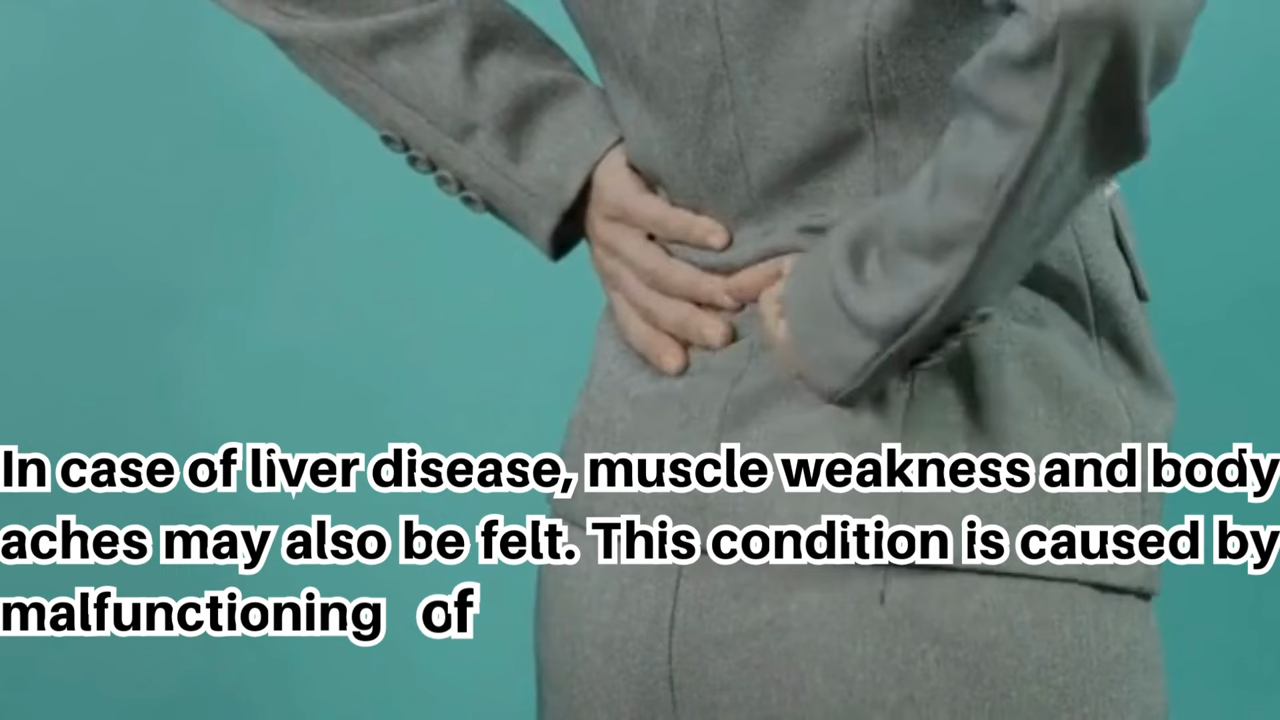 In case of liver disease, muscle weakness and body
aches may also be felt. This condition is caused by
malfunctioning of